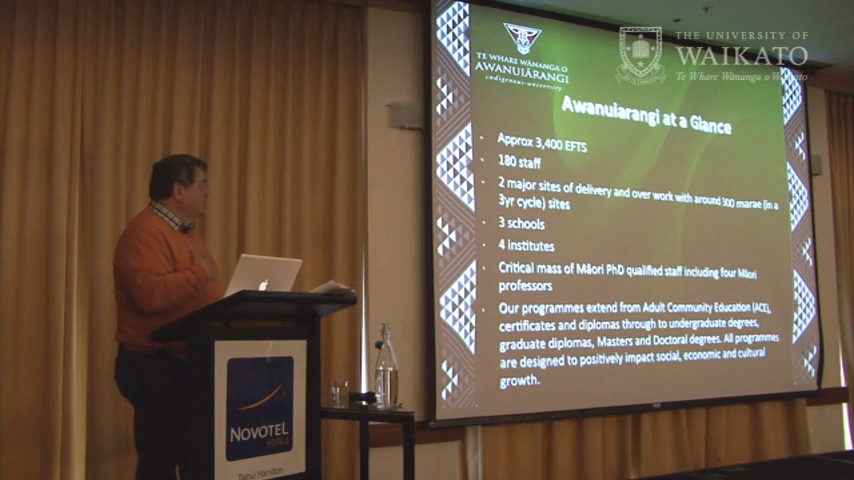 THE UNIVERSITY OF
WAIKATO
Te Whare Wānanga o Waikato
TE WHARE WĀNANGA O
AWANUIĀRANGI
indigenous-university
Awanuiarangi at a Glance
Approx 3,400 EFTS
180 staff
2 major sites of delivery and over work with around 300 marae (in a
3yr cycle) sites
3 schools
4 institutes
Critical mass of Māori PhD qualified staff including four Māori
professors
Our programmes extend from Adult Community Education (ACE),
certificates and diplomas through to undergraduate degrees,
graduate diplomas, Masters and Doctoral degrees. All programmes
are designed to positively impact social, economic and cultural
growth.
NOVOTEL
HOTELS
Tainui Hamilton